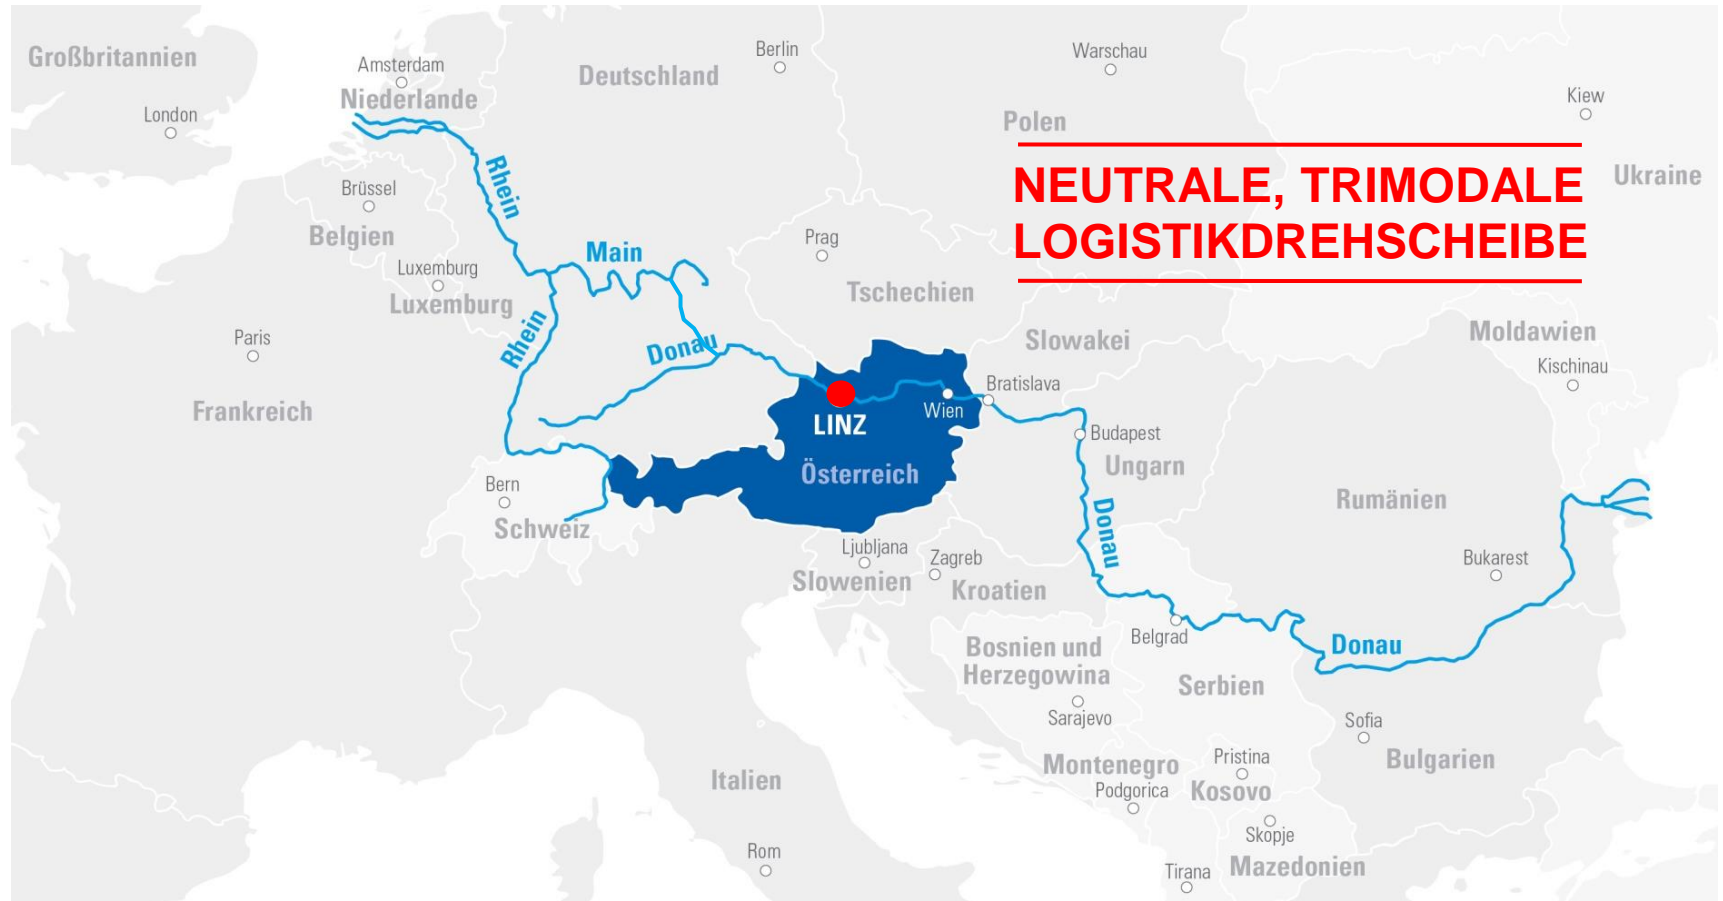 Großbritannien
London
Amsterdam
Niederlande
Deutschland
Berlin
Warschau
Polen
Kiew
Ukraine
NEUTRALE, TRIMODALE
LOGISTIKDREHSCHEIBE
Rhein
Brüssel
Belgien
Luxemburg
Luxemburg
Main
Prag
Tschechien
Slowakei
Moldawien
Kischinau
Paris
Frankreich
Rhein
Donau
LINZ
Wien
Bratislava
Österreich
Budapest
Ungarn
Bern
Schweiz
Donau
Rumänien
Bukarest
Ljubljana
Slowenien
Zagreb
Kroatien
Belgrad
Donau
Bosnien und
Herzegowina
Sarajevo
Serbien
Sofia
Bulgarien
Montenegro
Podgorica
Pristina
Kosovo
Skopje
Mazedonien
Tirana
Italien
Rom